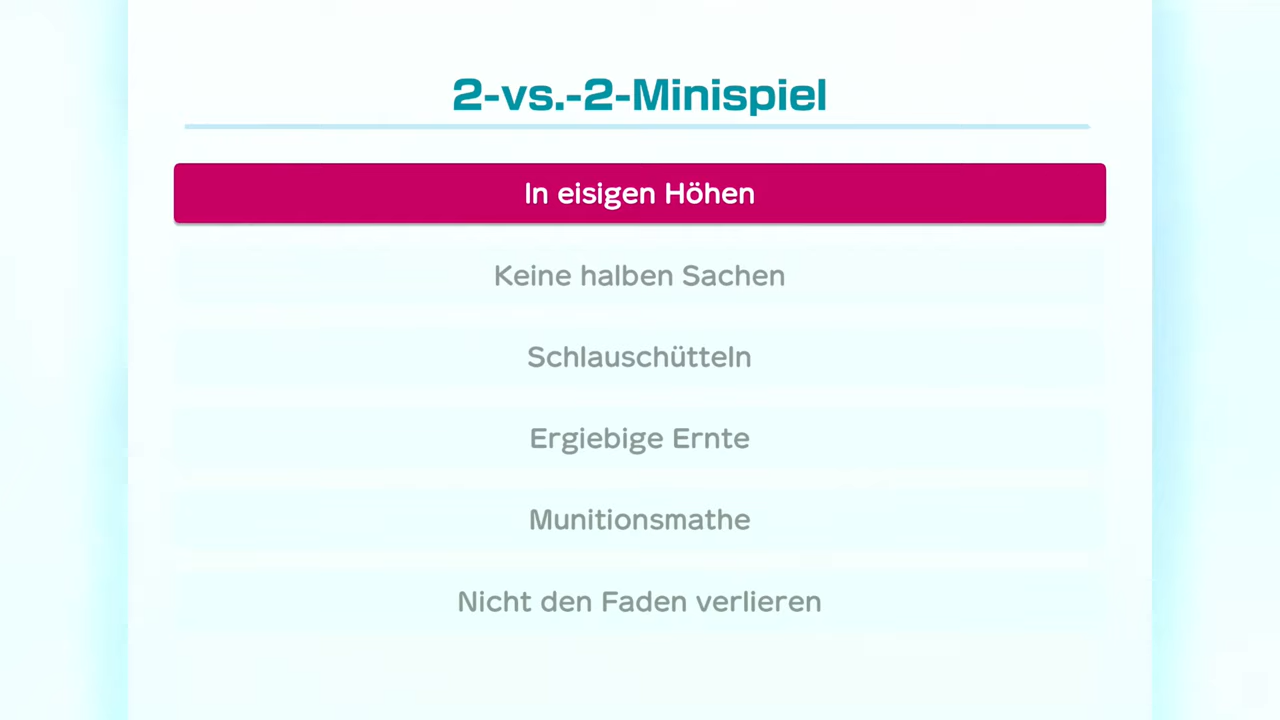 2-vs.-2-Minispiel
In eisigen Höhen
Keine halben Sachen
Schlauschütteln
Ergiebige Ernte
Munitionsmathe
Nicht den Faden verlieren